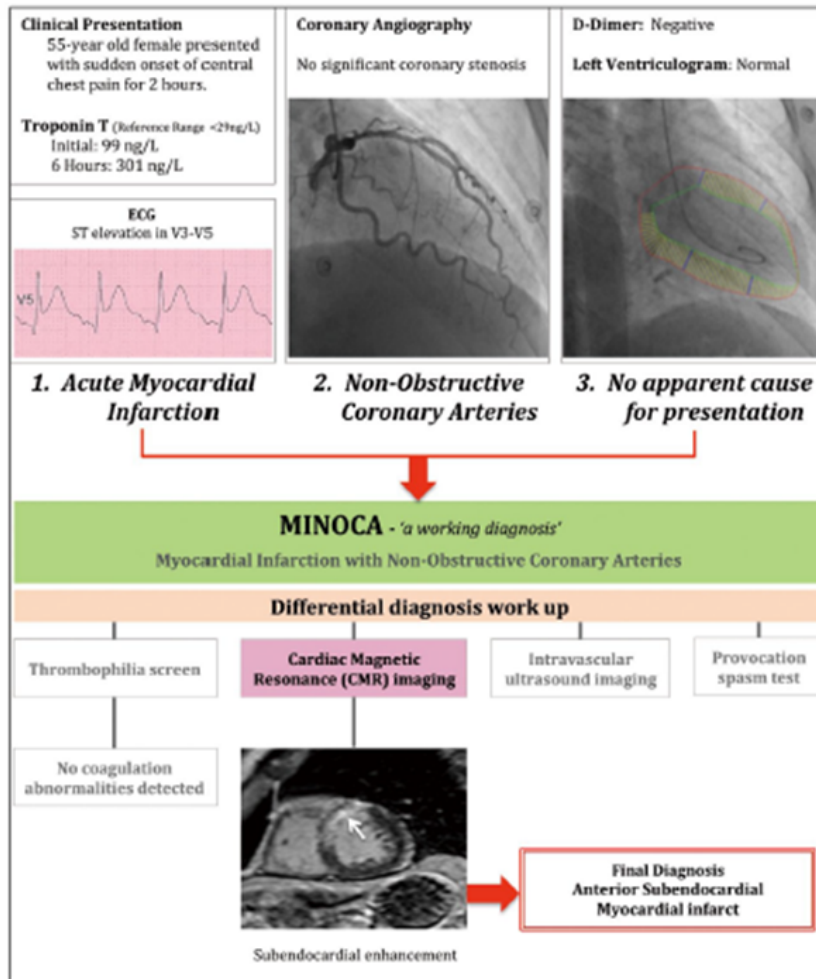 Clinical Presentation
55-year old female presented
with sudden onset of central
chest pain for 2 hours.
Troponin T (Reference Range <29ng/L)
Initial: 99 ng/L
6 Hours: 301 ng/L
ECG
ST elevation in V3-V5
V5
1. Acute Myocardial
Infarction
Coronary Angiography
No significant coronary stenosis
2. Non-Obstructive
Coronary Arteries
D-Dimer: Negative
Left Ventriculogram: Normal
3. No apparent cause
for presentation
MINOCA - 'a working diagnosis'
Myocardial Infarction with Non-Obstructive Coronary Arteries
Differential diagnosis work up
Thrombophilia screen
Cardiac Magnetic
Resonance (CMR) imaging
Intravascular
ultrasound imaging
Provocation
spasm test
No coagulation
abnormalities detected
Subendocardial enhancement
Final Diagnosis
Anterior Subendocardial
Myocardial infarct